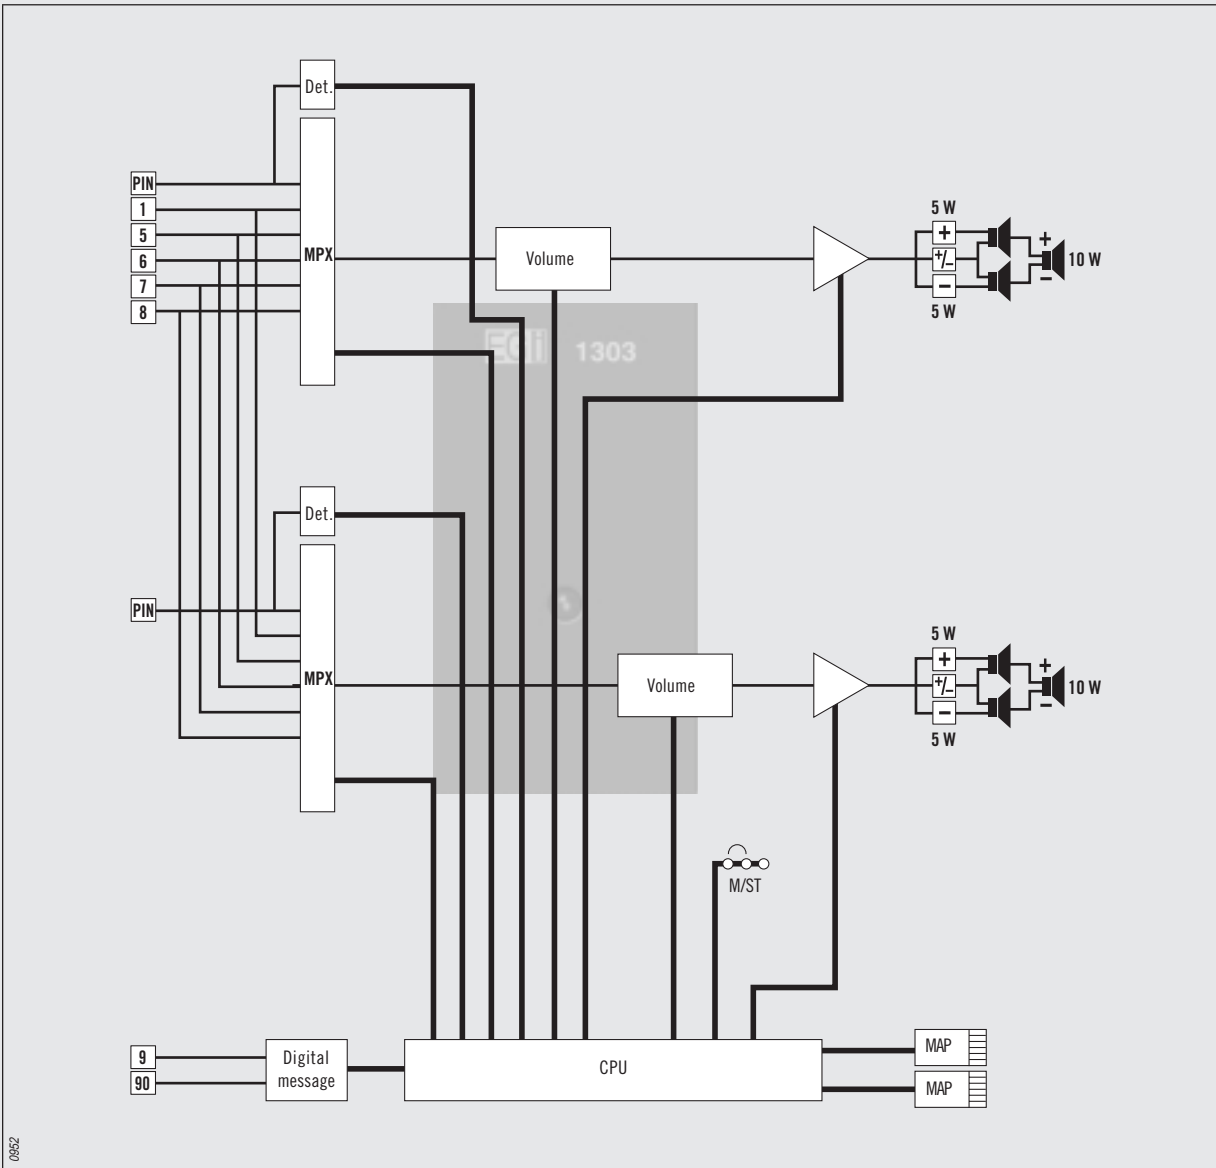 Det.
PIN
1
5
6
7
8
MPX
Volume
5 W
+
+/–
–
5 W
+
–
10 W
EGi 1303
Det.
PIN
MPX
Volume
5 W
+
+/–
–
5 W
+
–
10 W
M/ST
9
90
Digital
message
CPU
MAP
MAP
0952